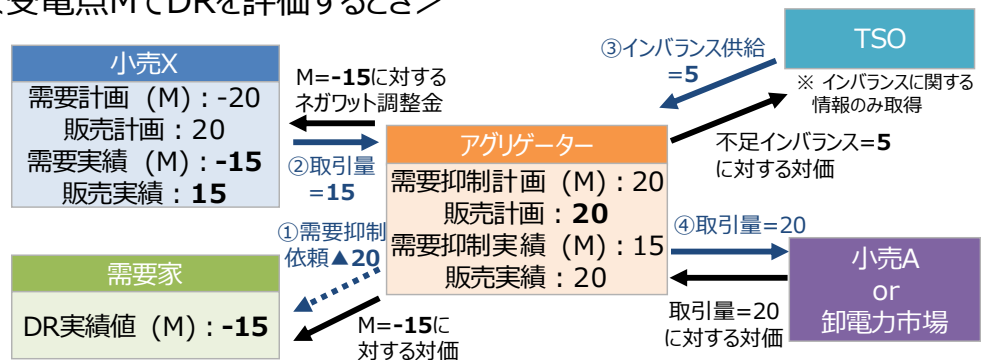 受電点MでDRを評価するとき＞
小売X
需要計画（M）：-20
販売計画：20
需要実績（M）：-15
販売実績：15
M=-15に対する
ネガワット調整金
②取引量
=15
①需要抑制
依頼▲20
需要家
DR実績値（M）：-15
M=-15に
対する対価
アグリゲーター
需要抑制計画（M）：20
販売計画：20
需要抑制実績（M）：15
販売実績：20
③インバランス供給
=5
TSO
※ インバランスに関する
情報のみ取得
不足インバランス=5
に対する対価
④取引量=20
取引量=20
に対する対価
小売A
or
卸電力市場